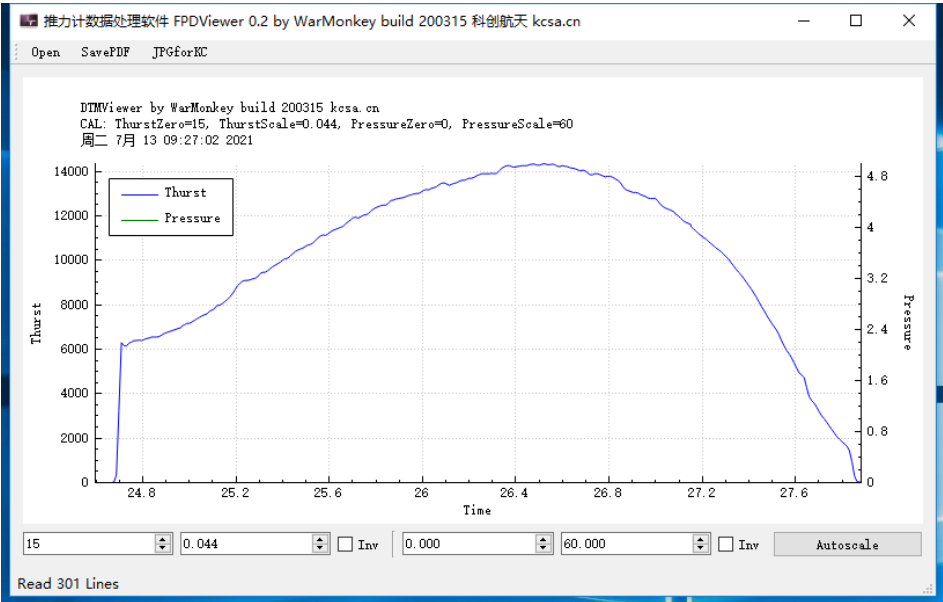 推力计数据处理软件 FPDViewer 0.2 by WarMonkey build 200315 科创航天 kcsa.cn
Open SavePDF JPGforKC
DTMViewer by WarMonkey build 200315 kcsa.cn
CAL: ThurstZero=15, ThurstScale=0.044, PressureZero=0, PressureScale=60
周二 7月 13 09:27:02 2021
Thurst
Pressure
14000
12000
10000
8000
6000
4000
2000
0
Thurst
4.8
4
3.2
2.4
1.6
0.8
0
Pressure
24.8 25.2 25.6 26 26.4 26.8 27.2 27.6
Time
15 0.044 Inv 0.000 60.000 Inv Autoscale
Read 301 Lines